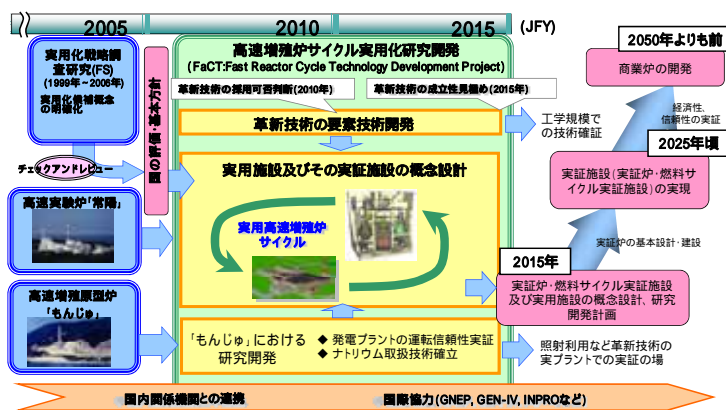 2005
2010
2015
(JFY)
実用化戦略調
査研究(FS)
(1999年~2006年)
実用化候補概念
の明確化
チェックアンドレビュー
国の評価・基本方針
高速実験炉「常陽」
高速増殖原型炉
「もんじゅ」
高速増殖炉サイクル実用化研究開発
(FaCT:Fast Reactor Cycle Technology Development Project)
革新技術の採用可否判断(2010年)
革新技術の成立性見極め(2015年)
革新技術の要素技術開発
実用施設及びその実証施設の概念設計
実用高速増殖炉
サイクル
「もんじゅ」における
研究開発
◆ 発電プラントの運転信頼性実証
◆ ナトリウム取扱技術確立
工学規模で
の技術確証
2050年よりも前
商業炉の開発
経済性、
信頼性の実証
2025年頃
実証施設(実証炉・燃料サ
イクル実証施設)の実現
実証炉の基本設計・建設
2015年
実証炉・燃料サイクル実証施設
及び実用施設の概念設計、研究
開発計画
照射利用など革新技術の
実プラントでの実証の場
国内関係機関との連携
国際協力(GNEP, GEN-IV, INPROなど)